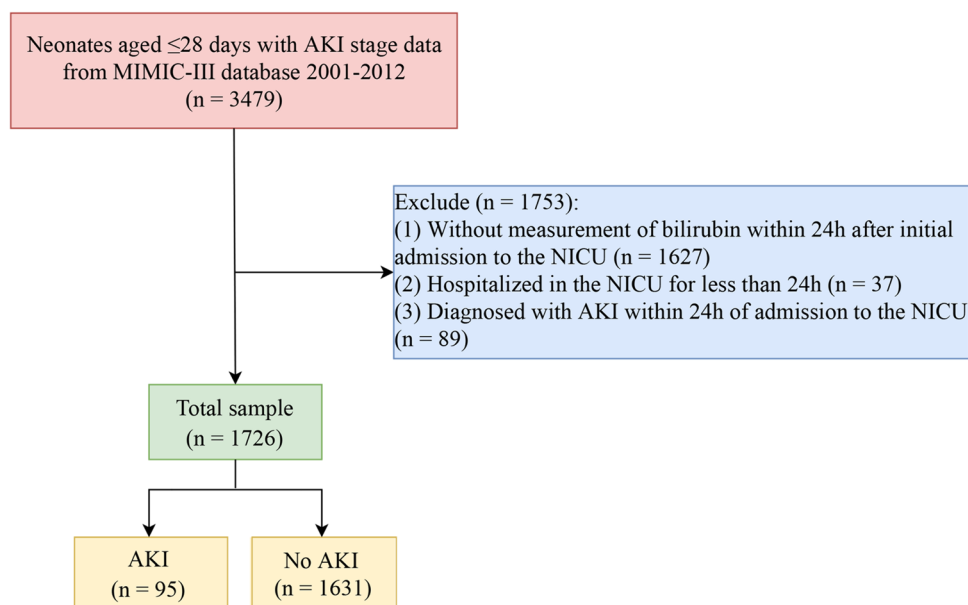 Neonates aged ≤28 days with AKI stage data
from MIMIC-III database 2001-2012
(n = 3479)
Exclude (n = 1753):
(1) Without measurement of bilirubin within 24h after initial
admission to the NICU (n = 1627)
(2) Hospitalized in the NICU for less than 24h (n = 37)
(3) Diagnosed with AKI within 24h of admission to the NICU
(n = 89)
Total sample
(n = 1726)
AKI
(n = 95)
No AKI
(n = 1631)